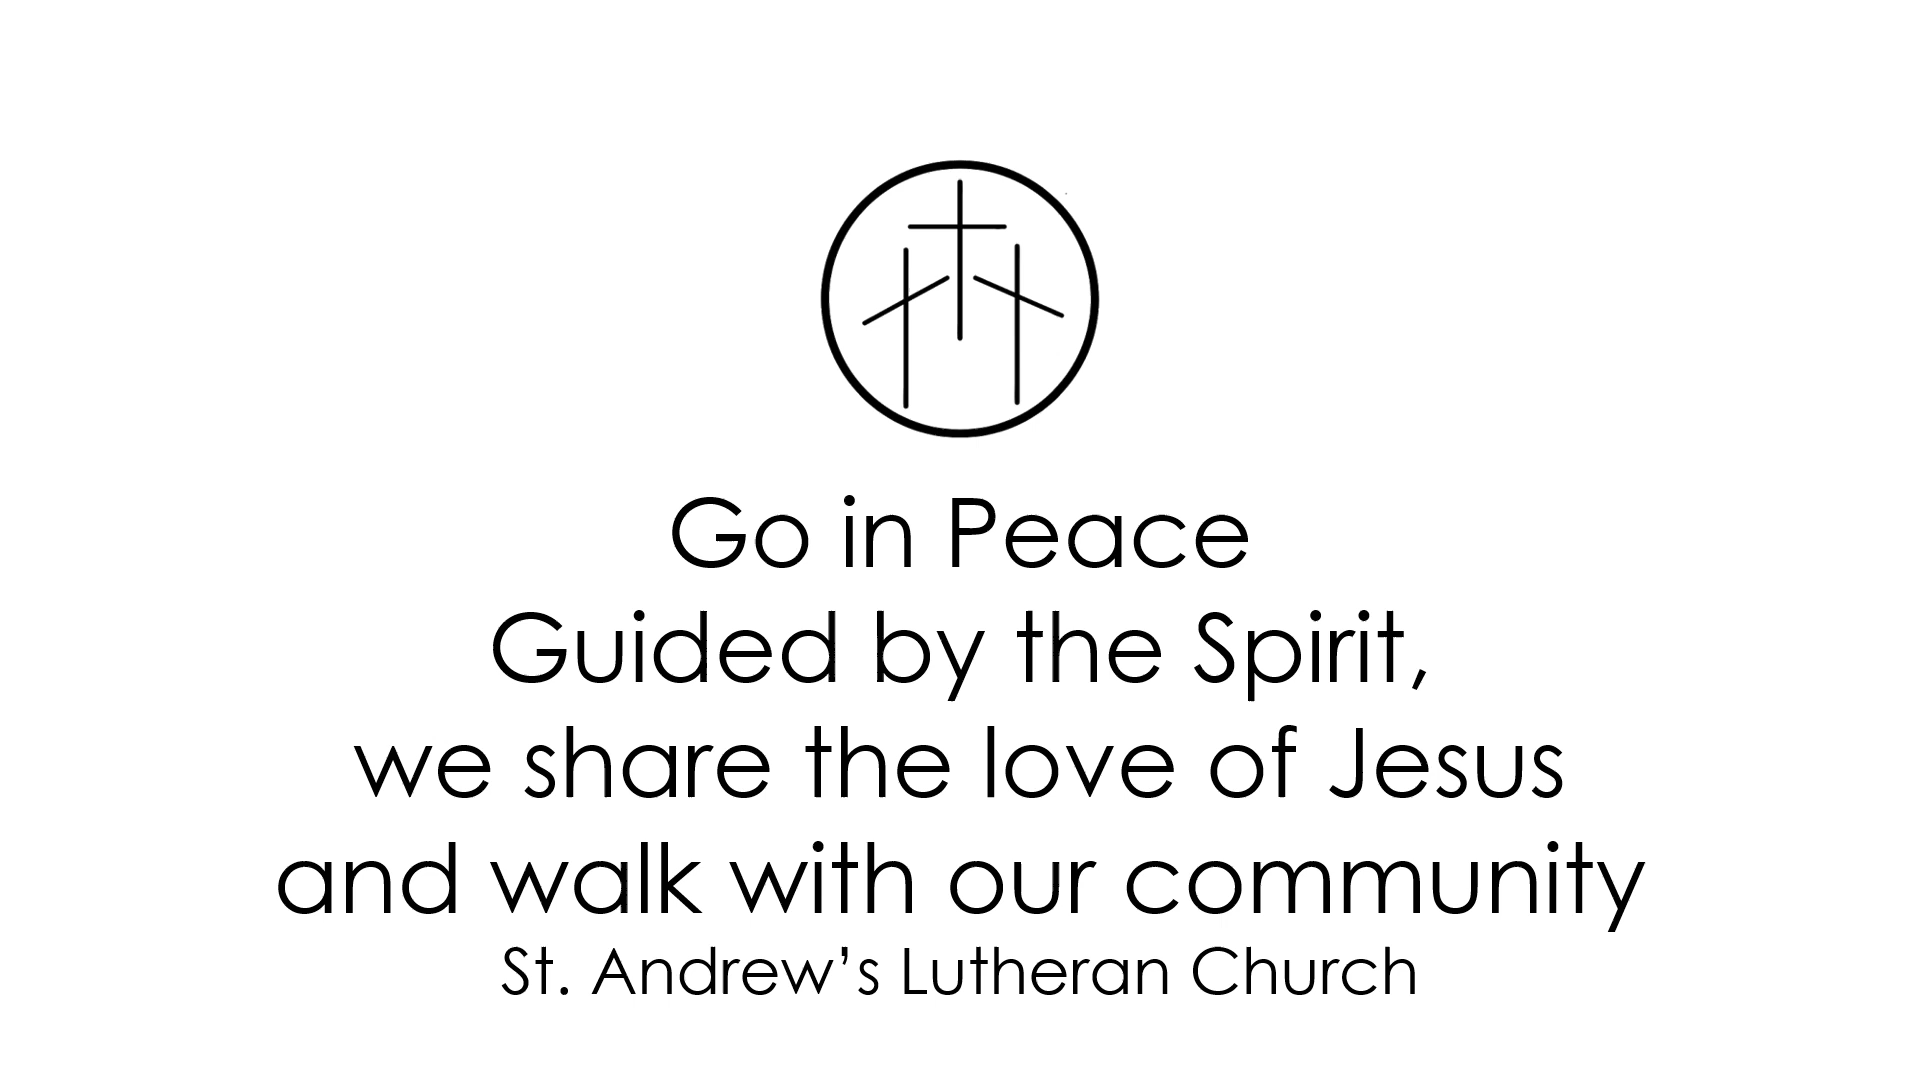 Go in Peace
Guided by the Spirit,
we share the love of Jesus
and walk with our community
St. Andrew’s Lutheran Church